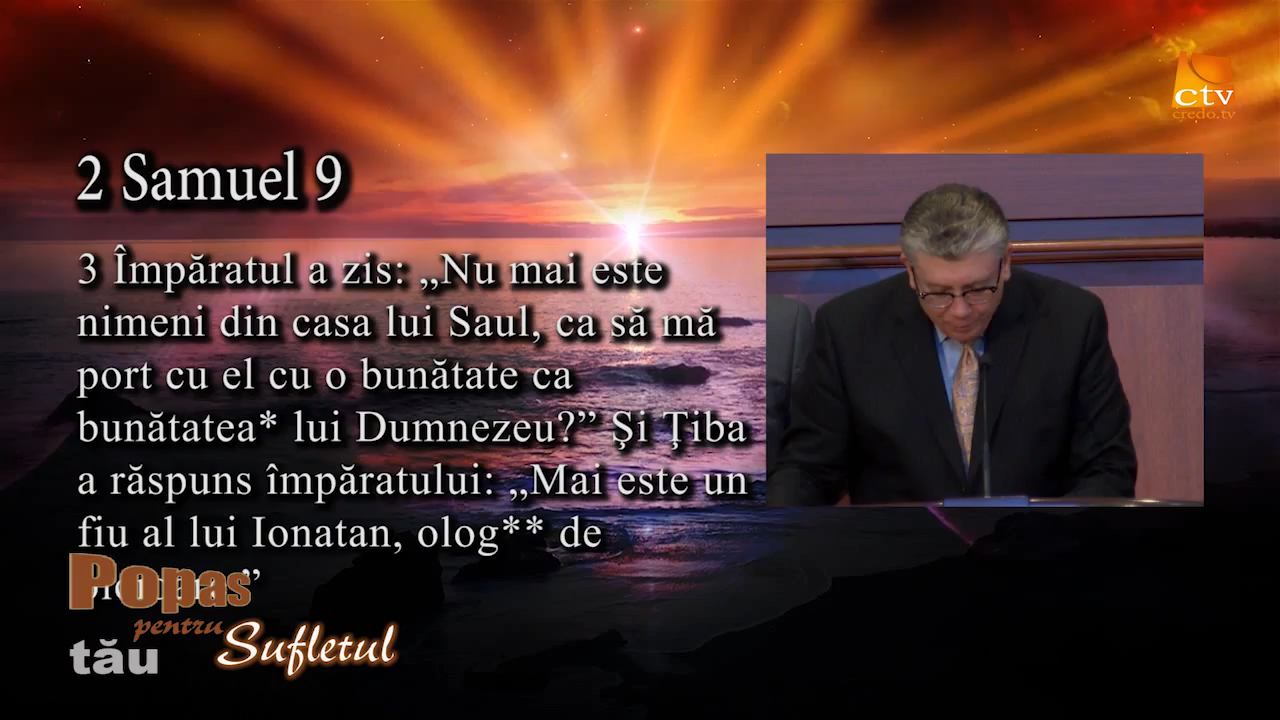 ctv
credo.tv
2 Samuel 9
3 Împăratul a zis: „Nu mai este
nimeni din casa lui Saul, ca să mă
port cu el cu o bunătate ca
bunătatea* lui Dumnezeu?” Şi Ţiba
a răspuns împăratului: „Mai este un
fiu al lui Ionatan, olog** de
Popas
pentru
Sufletul
tău